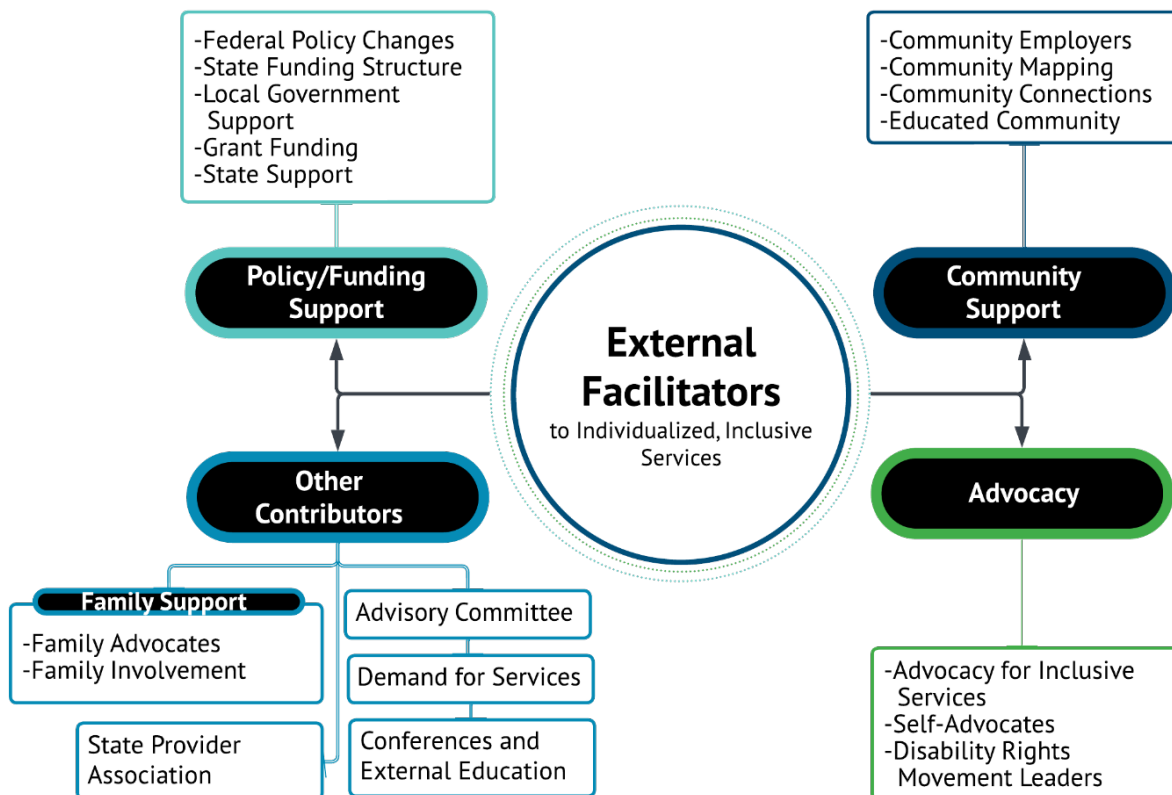 -Federal Policy Changes
-State Funding Structure
-Local Government
Support
-Grant Funding
-State Support
-Community Employers
-Community Mapping
-Community Connections
-Educated Community
Policy/Funding
Support
Community
Support
External
Facilitators
to Individualized, Inclusive
Services
Other
Contributors
Advocacy
Family Support
-Family Advocates
-Family Involvement
Advisory Committee
Demand for Services
State Provider
Association
Conferences and
External Education
-Advocacy for Inclusive
Services
-Self-Advocates
-Disability Rights
Movement Leaders